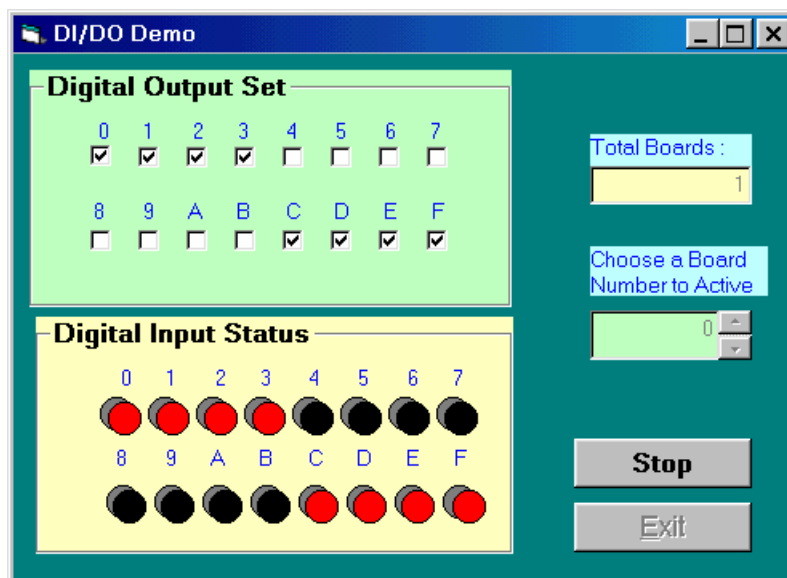 DI/DO Demo
Digital Output Set
0 1 2 3 4 5 6 7
8 9 A B C D E F
Total Boards :
1
Choose a Board
Number to Active
0
Digital Input Status
0 1 2 3 4 5 6 7
8 9 A B C D E F
Stop
Exit